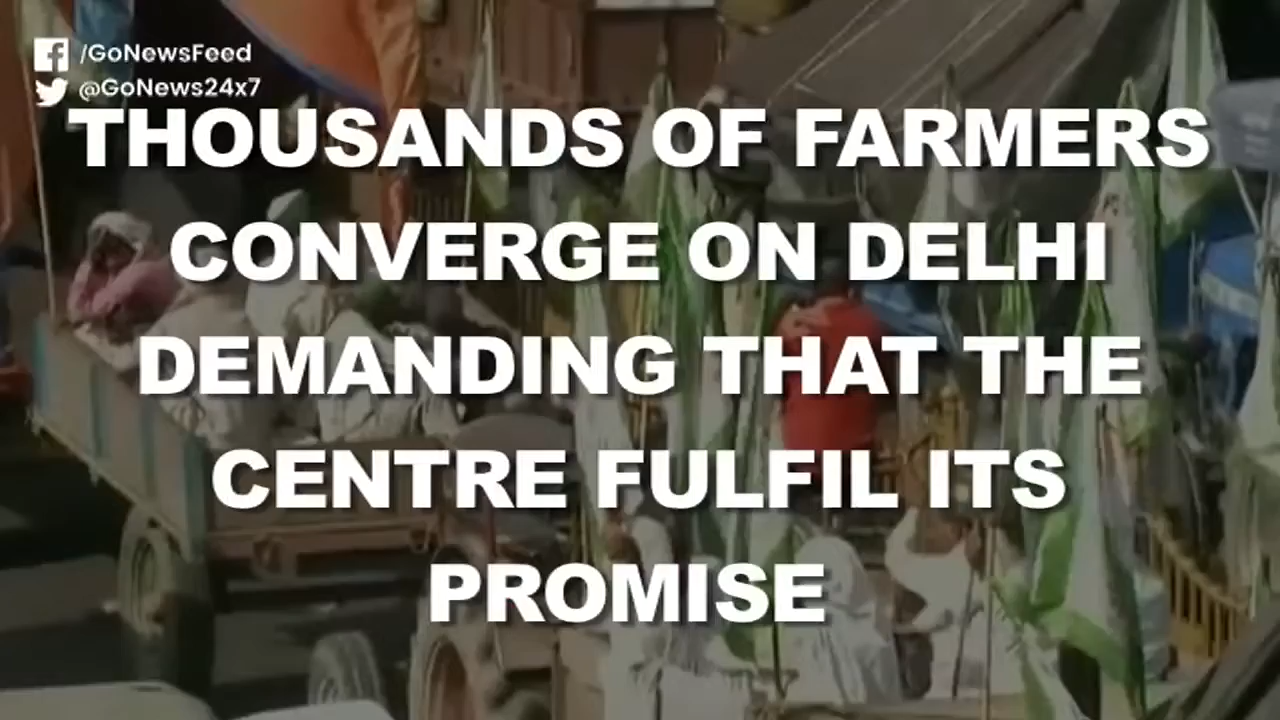 /GoNewsFeed
@GoNews24x7
THOUSANDS OF FARMERS
CONVERGE ON DELHI
DEMANDING THAT THE
CENTRE FULFIL ITS
PROMISE